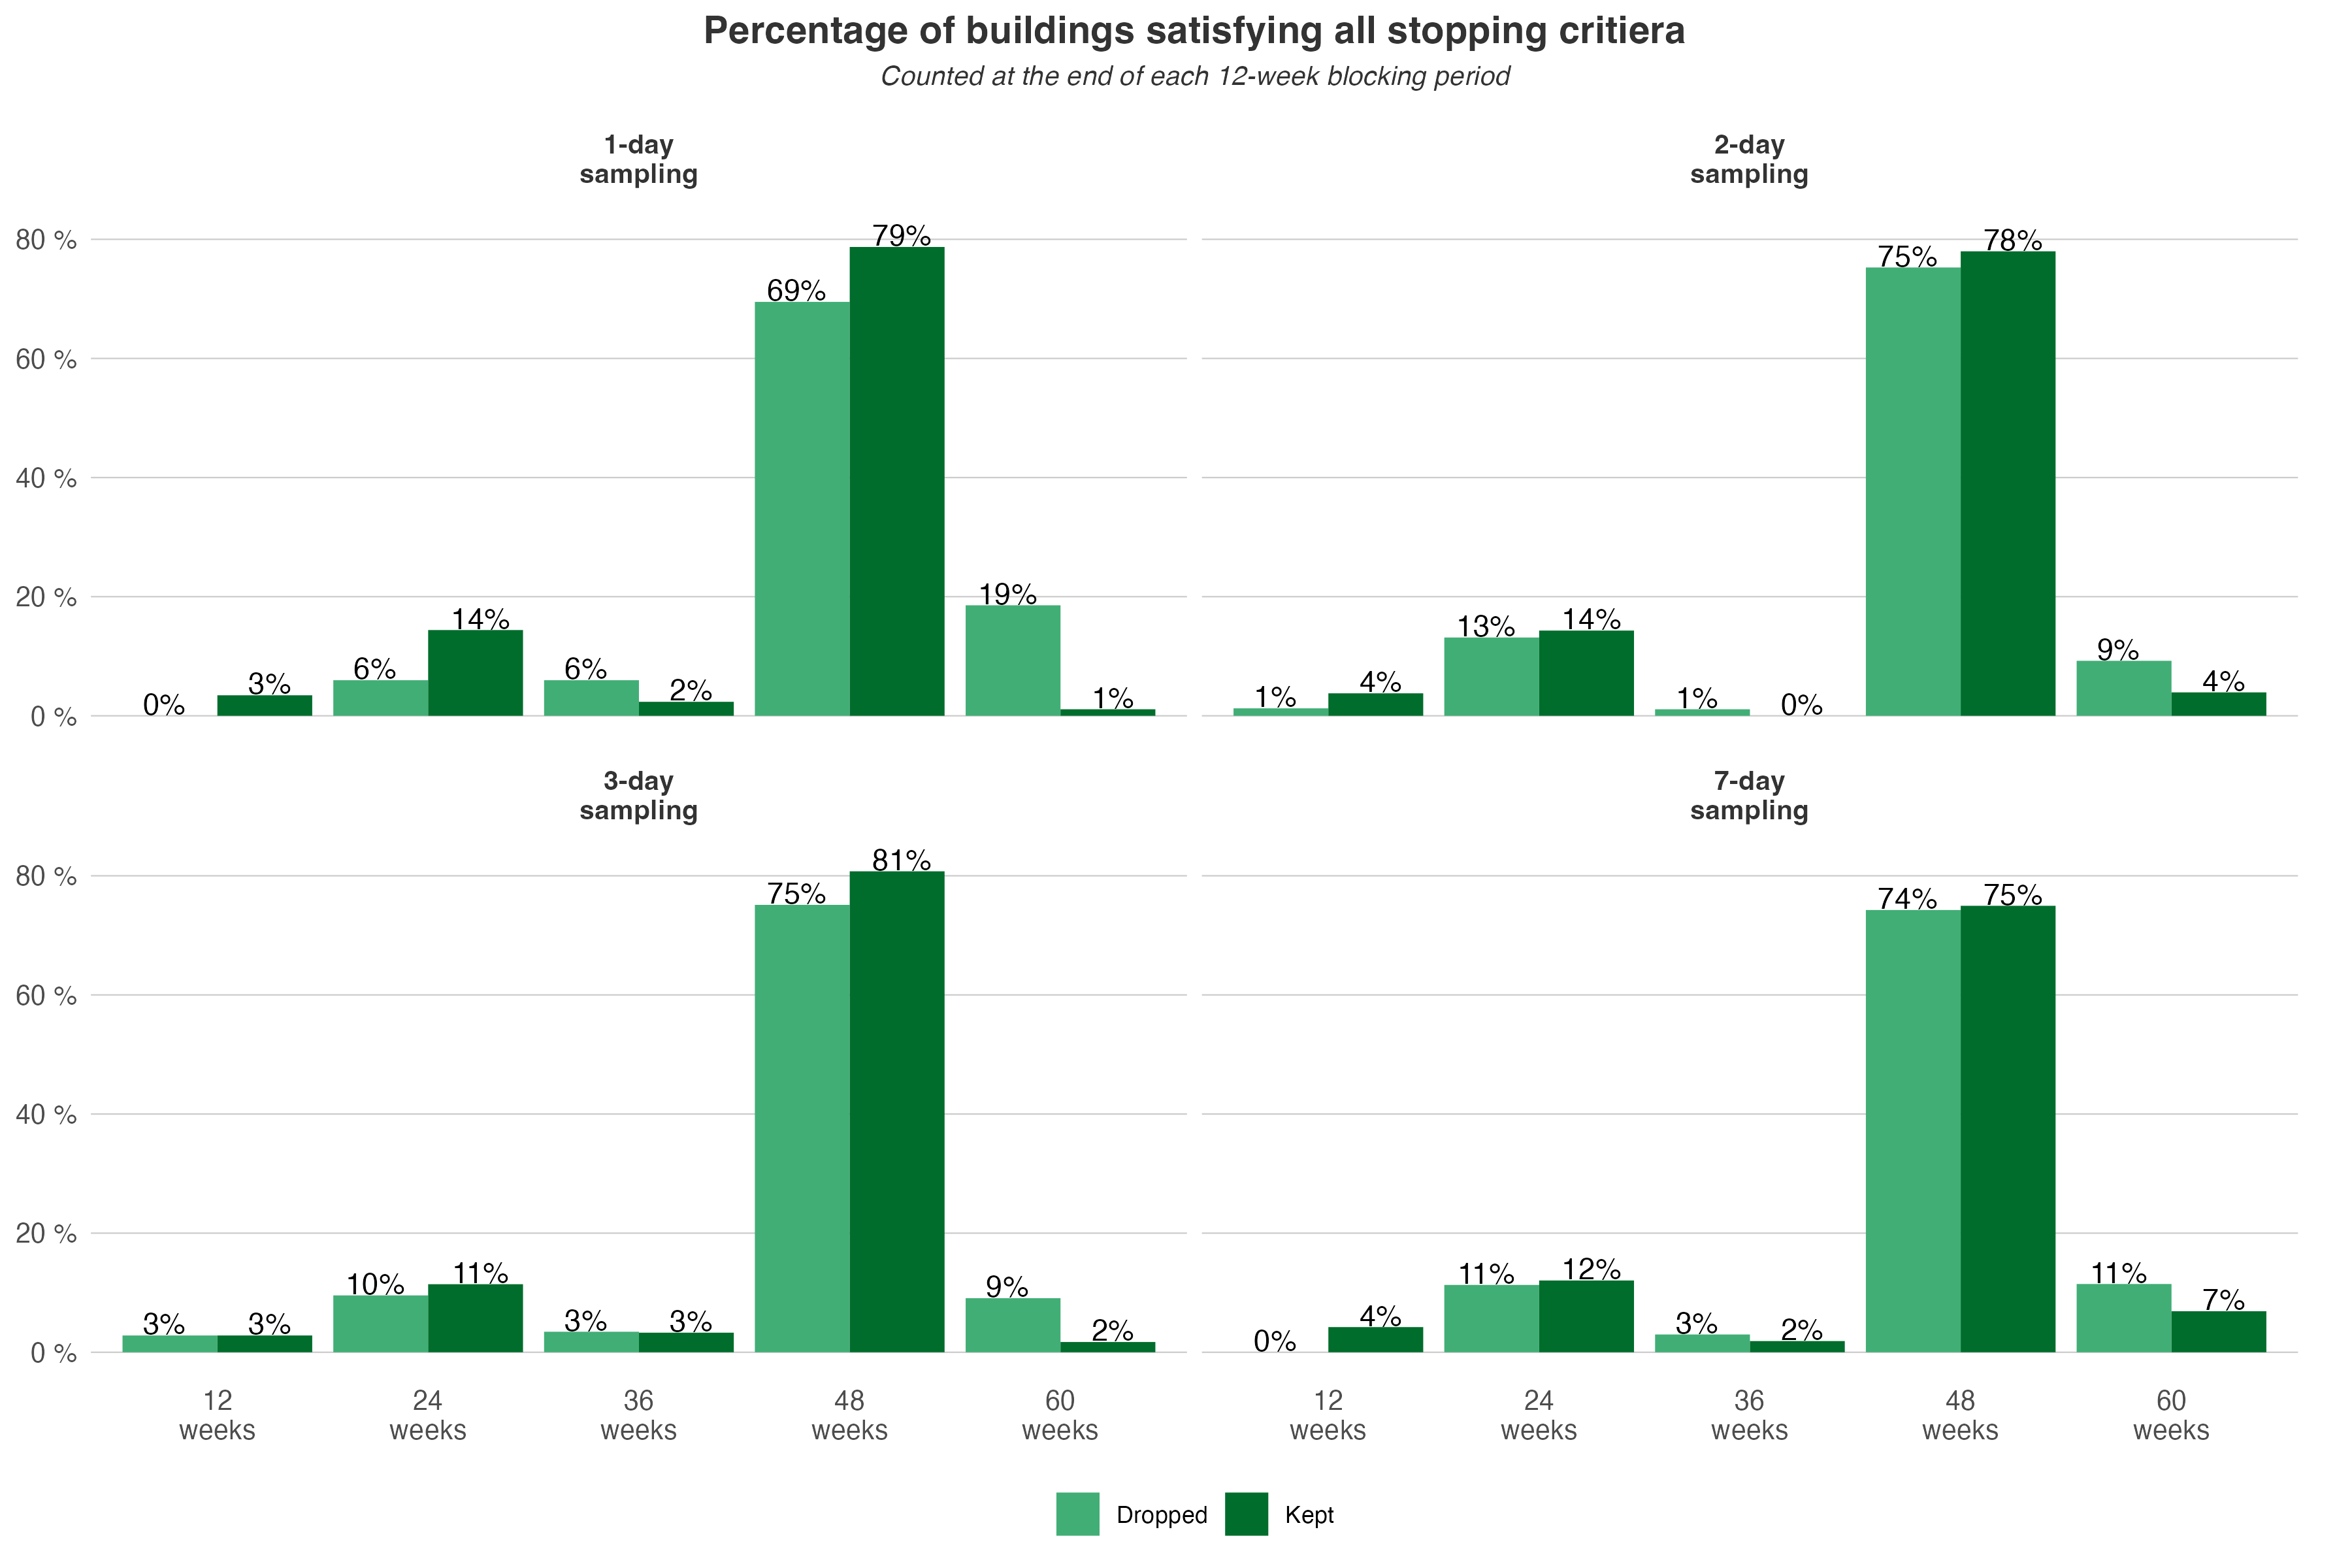 Percentage of buildings satisfying all stopping critiera
Counted at the end of each 12-week blocking period
1-day
sampling
2-day
sampling
80 %
60 %
40 %
20 %
0 %
0%
3%
6%
14%
6%
2%
69%
79%
19%
1%
1%
4%
13%
14%
1%
0%
75%
78%
9%
4%
3-day
sampling
7-day
sampling
80 %
60 %
40 %
20 %
0 %
3%
3%
10%
11%
3%
3%
75%
81%
9%
2%
0%
4%
11%
12%
3%
2%
74%
75%
11%
7%
12
weeks
24
weeks
36
weeks
48
weeks
60
weeks
12
weeks
24
weeks
36
weeks
48
weeks
60
weeks
Dropped
Kept